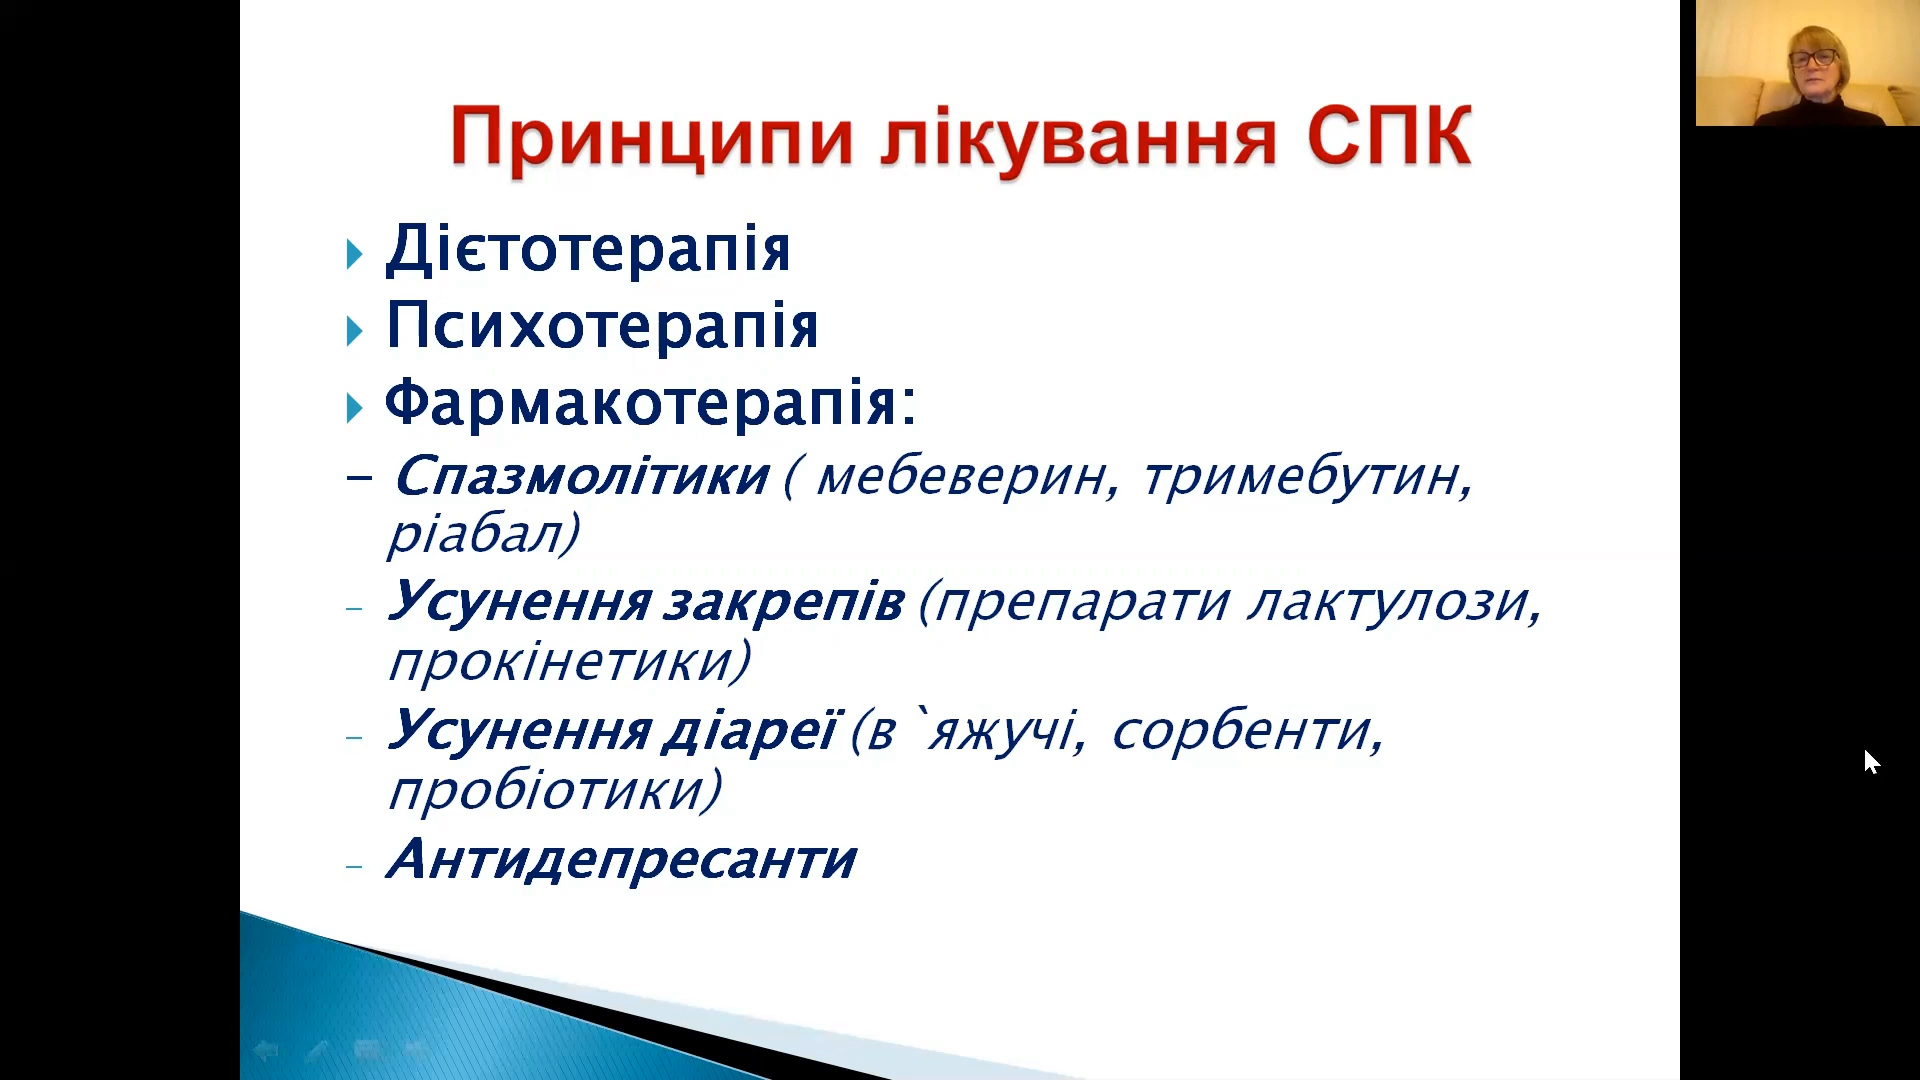 Принципи лікування СПК
Дієтотерапія
Психотерапія
Фармакотерапія:
– Спазмолітики ( мебеверин, тримебутин,
ріабал)
– Усунення закрепів (препарати лактулози,
прокінетики)
– Усунення діареї (в`яжучі, сорбенти,
пробіотики)
– Антидепресанти